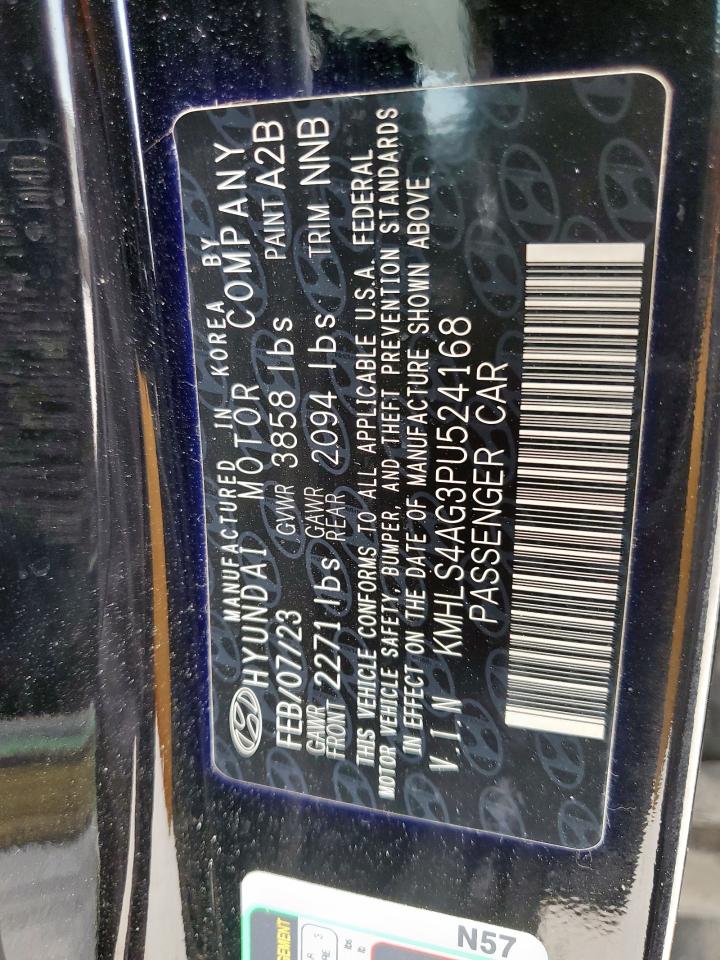 MANUFACTURED IN KOREA BY
HYUNDAI MOTOR COMPANY
FEB/07/23 GVWR 3858 lbs PAINT A2B
GAWR FRONT 2271 lbs GAWR REAR 2094 lbs TRIM NNB
THIS VEHICLE CONFORMS TO ALL APPLICABLE U.S.A. FEDERAL
MOTOR VEHICLE SAFETY, BUMPER, AND THEFT PREVENTION STANDARDS
IN EFFECT ON THE DATE OF MANUFACTURE SHOWN ABOVE
V.I.N KMHLS4AG3PU524168
PASSENGER CAR
N57